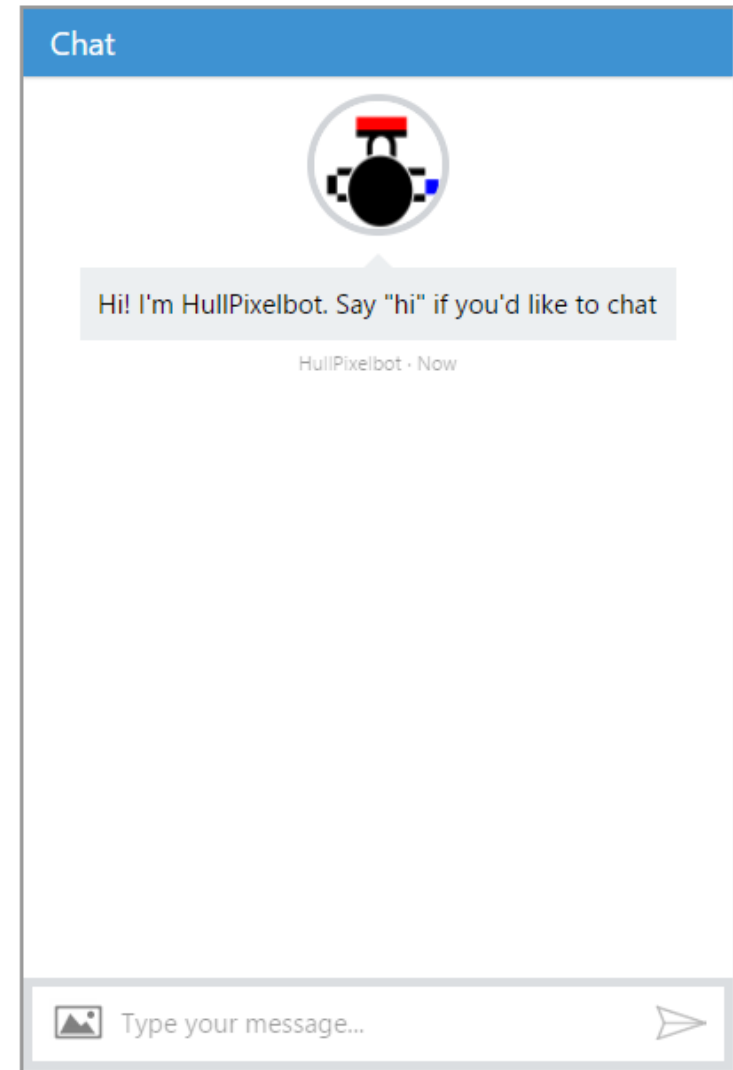 Chat
Hi! I'm HullPixelbot. Say "hi" if you'd like to chat
HullPixelbot · Now
Type your message...